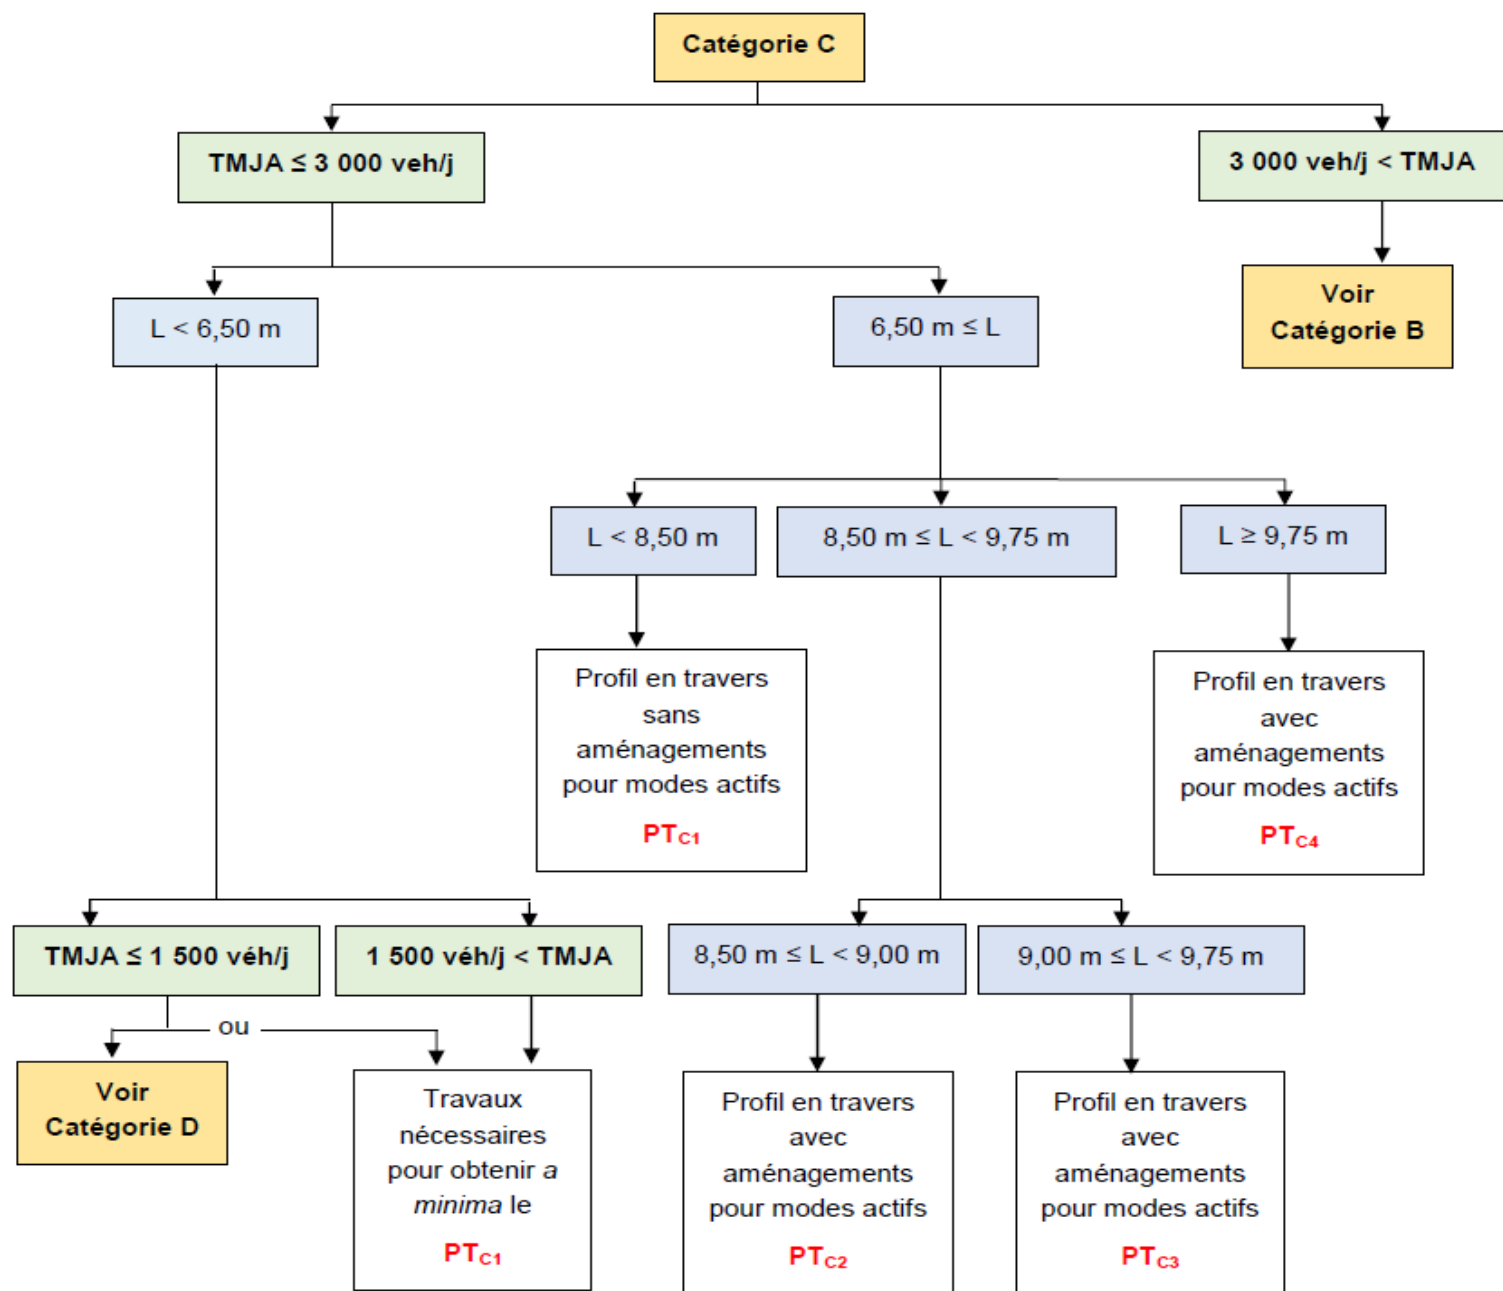 Catégorie C
TMJA ≤ 3 000 veh/j
3 000 veh/j < TMJA
Voir
Catégorie B
L < 6,50 m
6,50 m ≤ L
L < 8,50 m
8,50 m ≤ L < 9,75 m
L ≥ 9,75 m
Profil en travers
sans
aménagements
pour modes actifs
PTC1
Profil en travers
avec
aménagements
pour modes actifs
PTC4
TMJA ≤ 1 500 véh/j
1 500 véh/j < TMJA
8,50 m ≤ L < 9,00 m
9,00 m ≤ L < 9,75 m
ou
Voir
Catégorie D
Travaux
nécessaires
pour obtenir a
minima le
PTC1
Profil en travers
avec
aménagements
pour modes actifs
PTC2
Profil en travers
avec
aménagements
pour modes actifs
PTC3